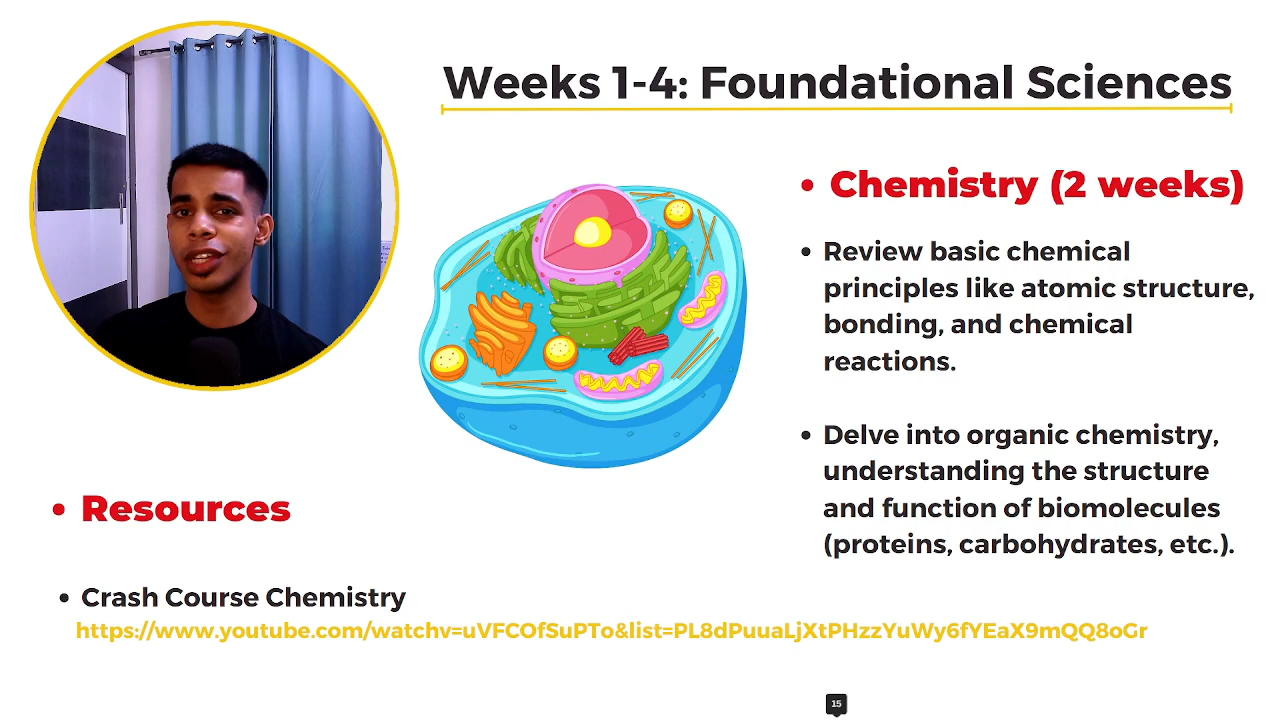 Weeks 1-4: Foundational Sciences
• Chemistry (2 weeks)
• Review basic chemical
principles like atomic structure,
bonding, and chemical
reactions.
• Delve into organic chemistry,
understanding the structure
and function of biomolecules
(proteins, carbohydrates, etc.).
• Resources
• Crash Course Chemistry
https://www.youtube.com/watchv=uVFCOfSuPTo&list=PL8dPuuaLjXtPHzzYuWy6fYEaX9mQQ8oGr
15